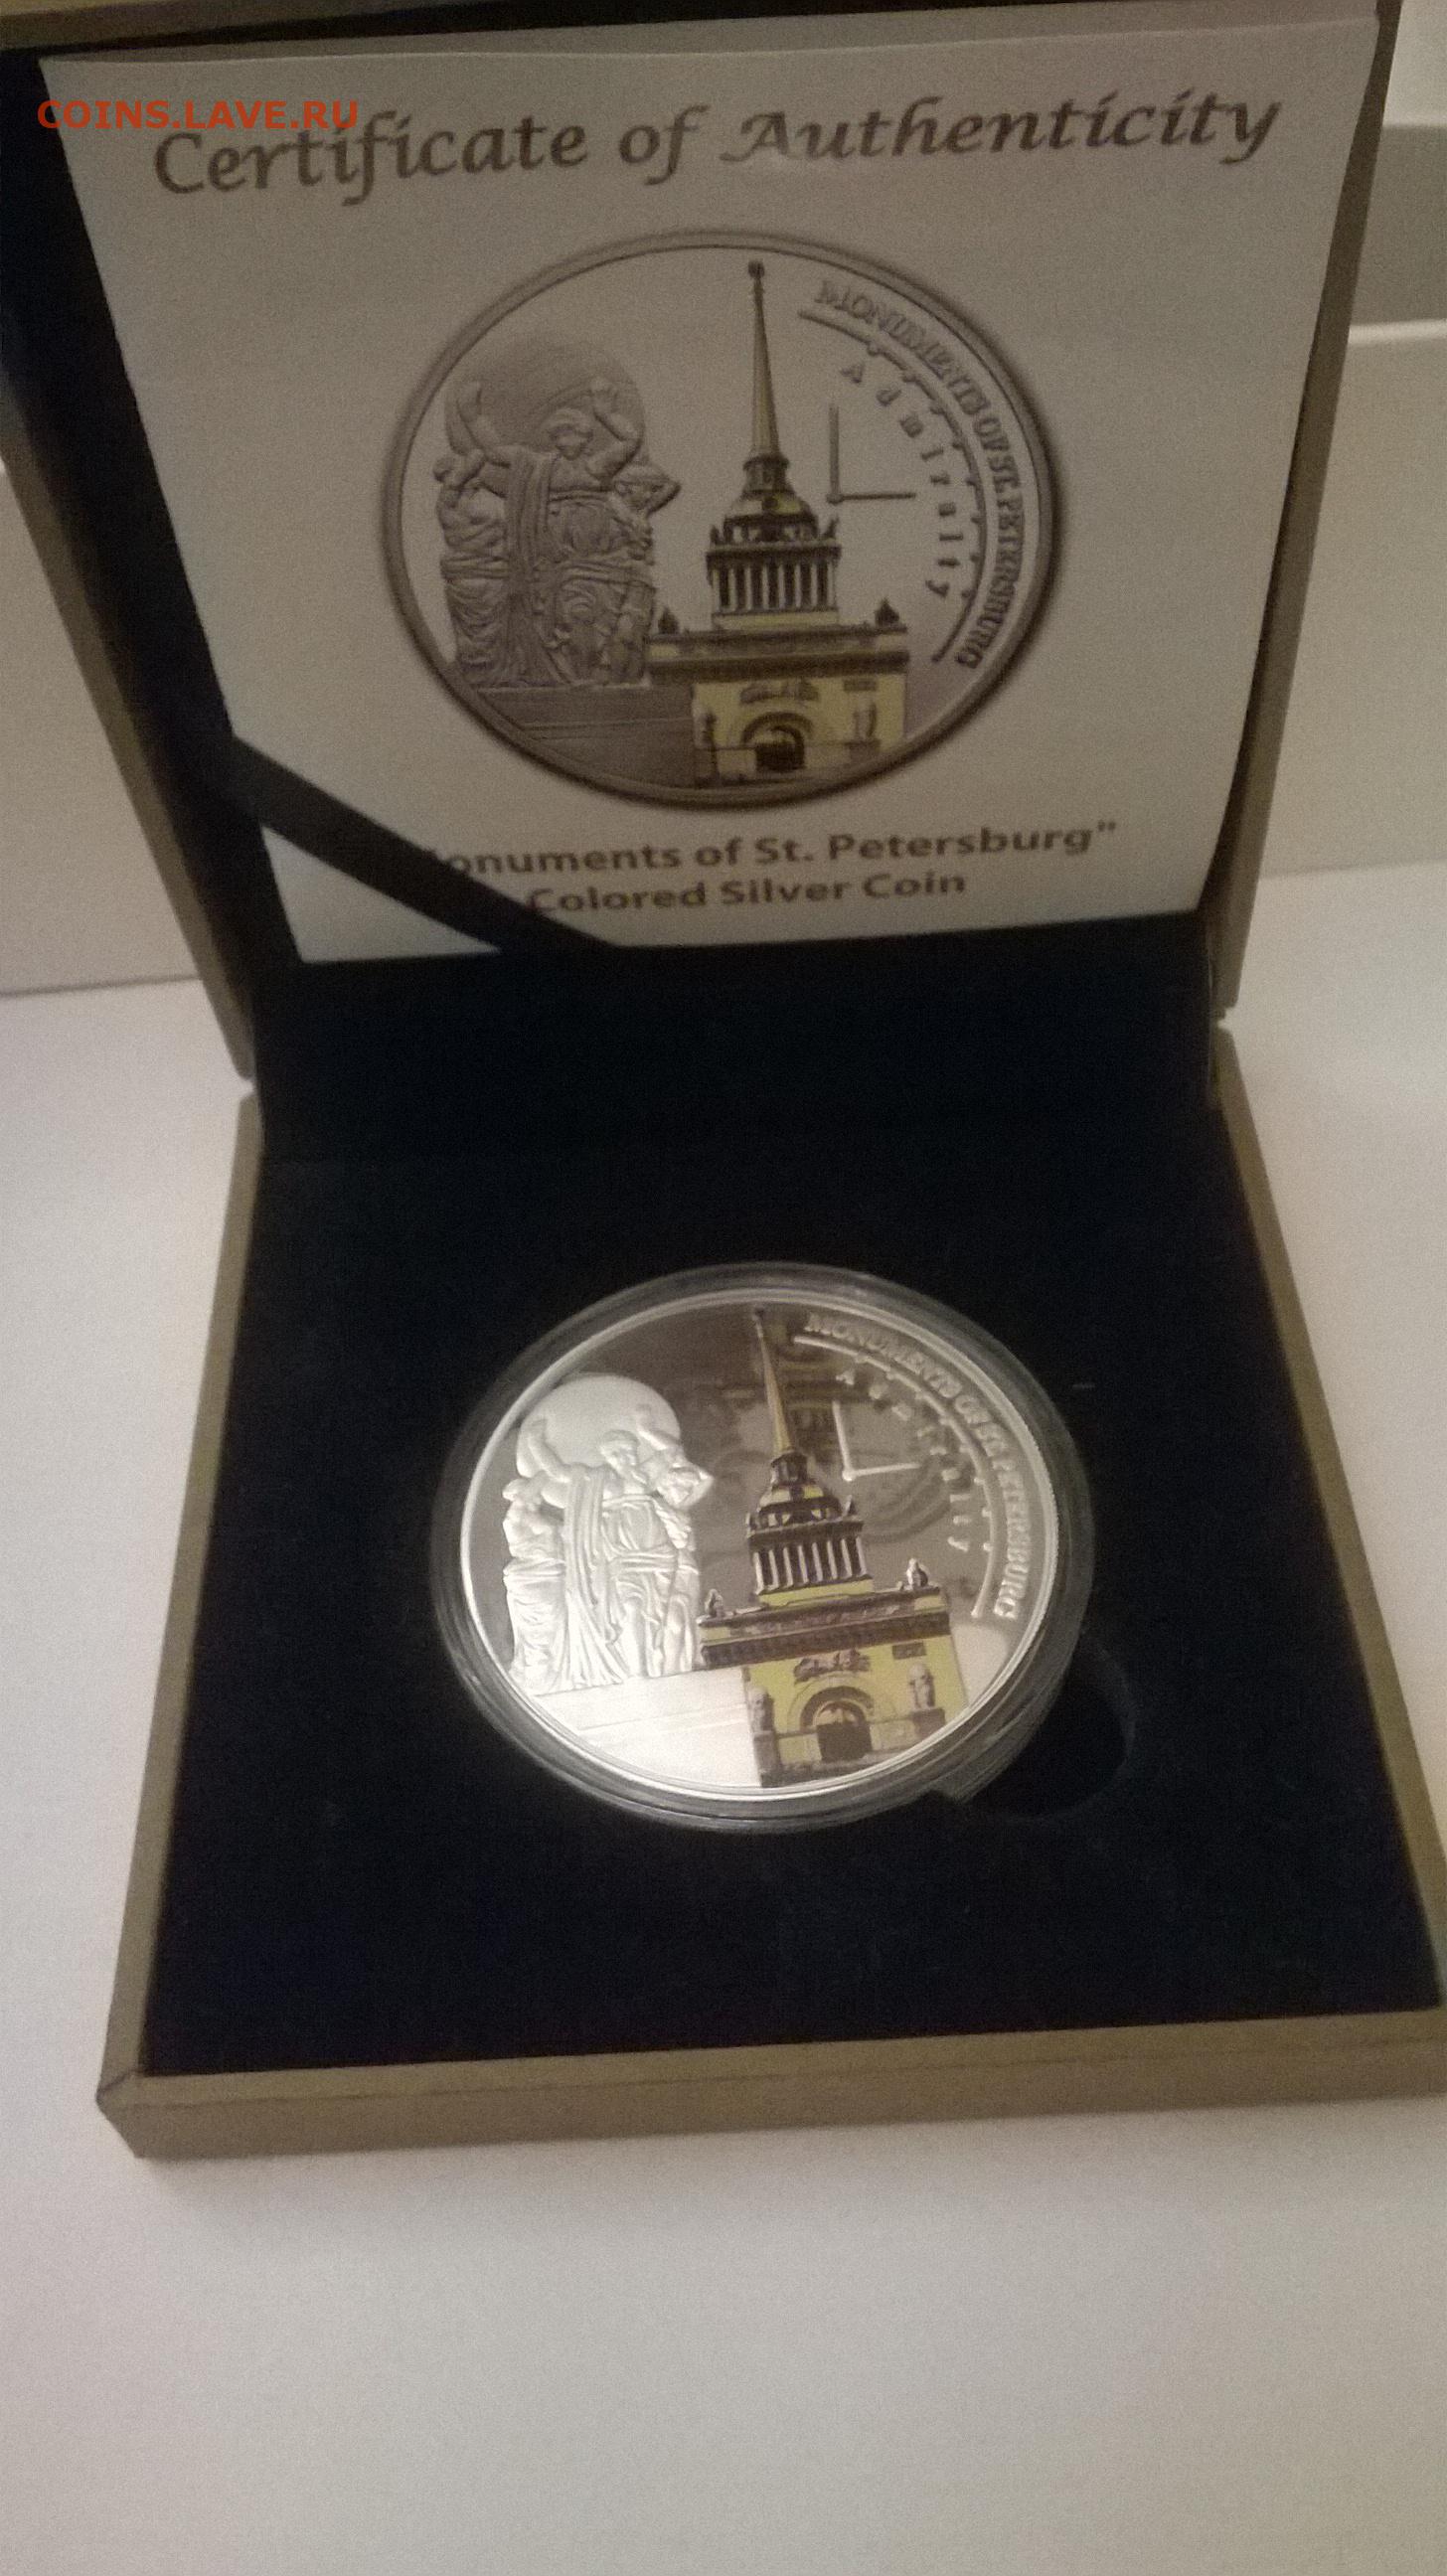 COINS.LAVE.RU
Certificate of Authenticity
MONUMENTS OF ST. PETERSBURG
Admiralty
onuments of St. Petersburg"
Colored Silver Coin
MONUMENTS OF ST. PETERSBURG
Admiralty